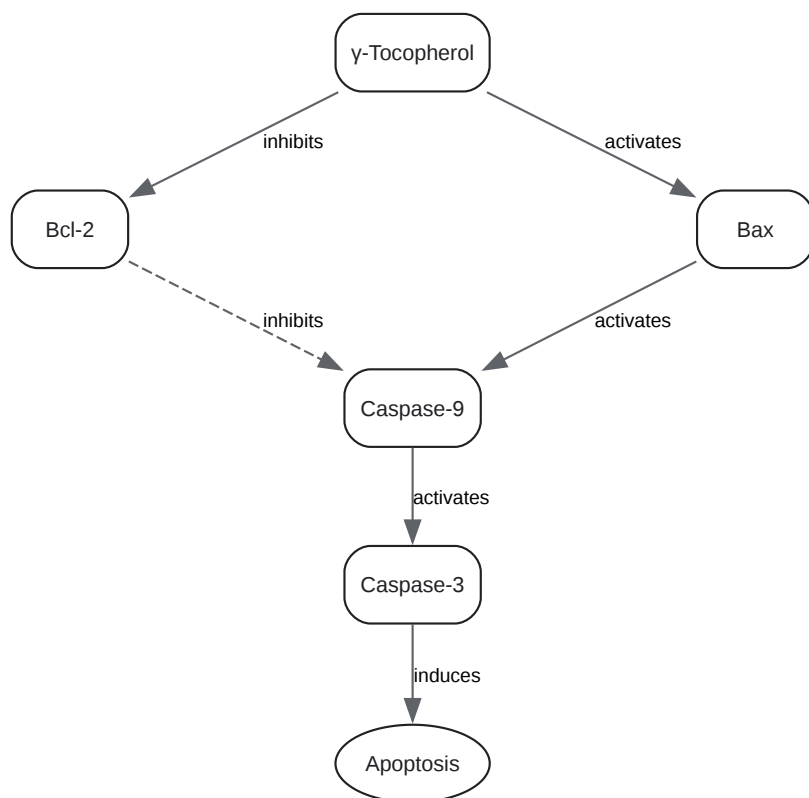 γ-Tocopherol
inhibits
activates
Bcl-2
Bax
inhibits
activates
Caspase-9
activates
Caspase-3
induces
Apoptosis